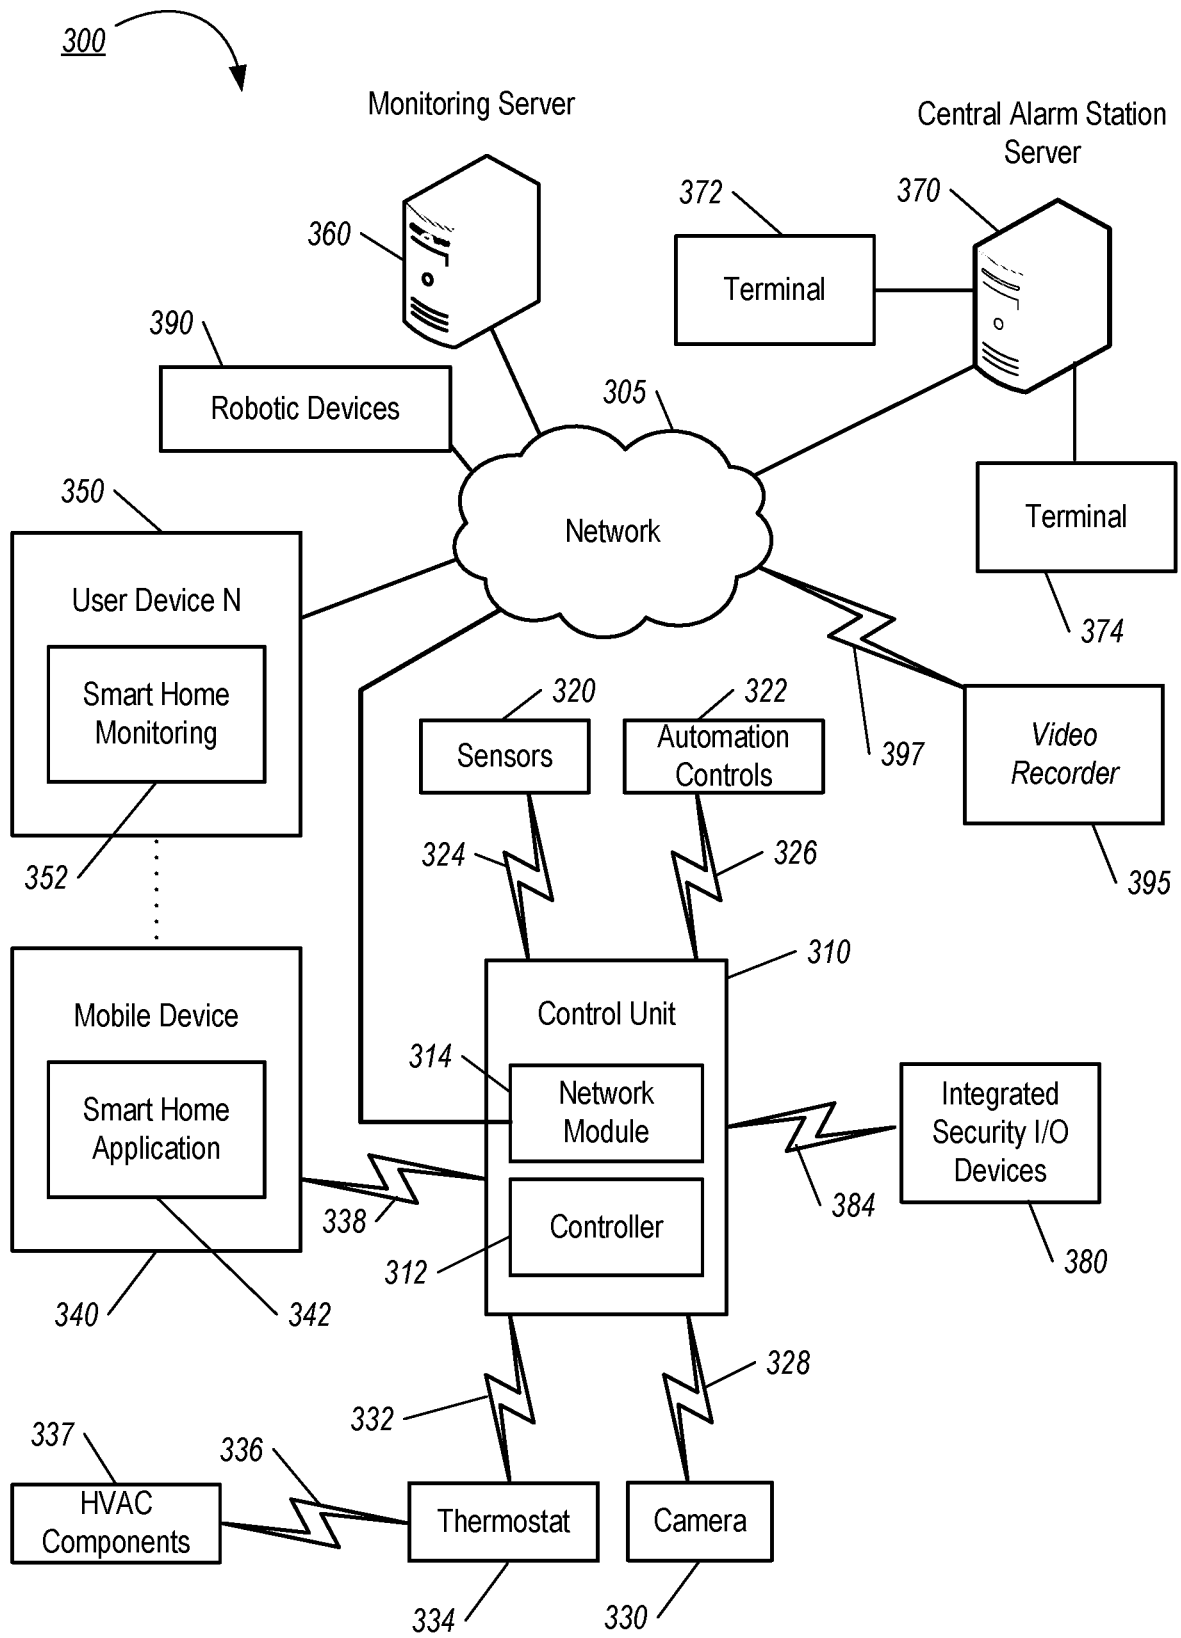 300
Monitoring Server
Central Alarm Station
Server
372
370
360
Terminal
390
305
Robotic Devices
350
Network
Terminal
User Device N
374
Smart Home
Monitoring
320
322
397
Sensors
Automation
Controls
Video
Recorder
324
326
352
395
310
Mobile Device
Control Unit
314
Smart Home
Application
Network
Module
Integrated
Security I/O
Devices
338
384
Controller
312
380
340
342
332
328
337
336
HVAC
Components
Thermostat
Camera
334
330